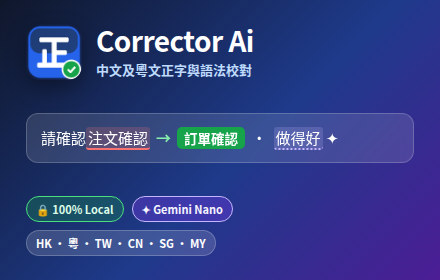 正
Corrector Ai
中文及粵文正字與語法校對
請確認注文確認 → 訂單確認 · 做得好 ✦
🔒 100% Local ✦ Gemini Nano
HK · 粵 · TW · CN · SG · MY